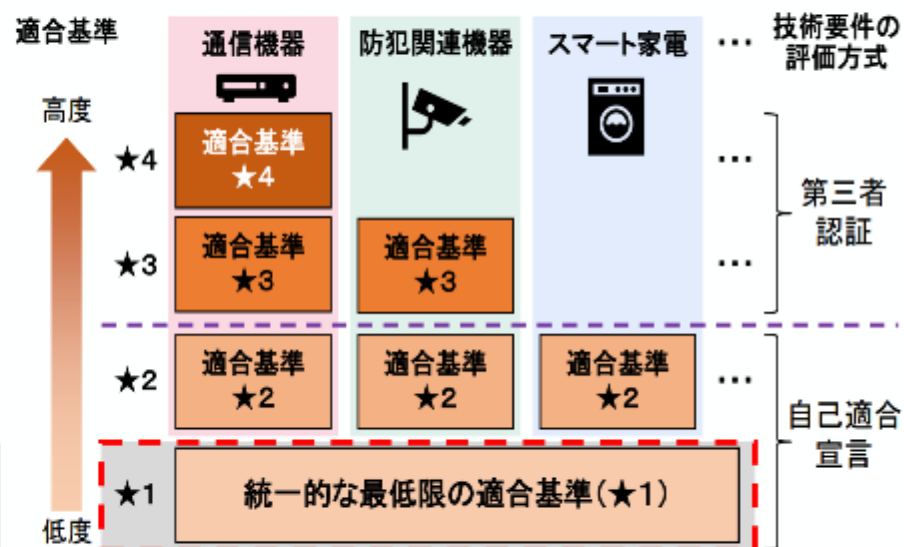 適合基準
通信機器
防犯関連機器
スマート家電
…
技術要件の
評価方式
高度
★4
適合基準
★4
…
第三者
認証
★3
適合基準
★3
適合基準
★3
…
★2
適合基準
★2
適合基準
★2
適合基準
★2
…
自己適合
宣言
★1
統一的な最低限の適合基準(★1)
低度